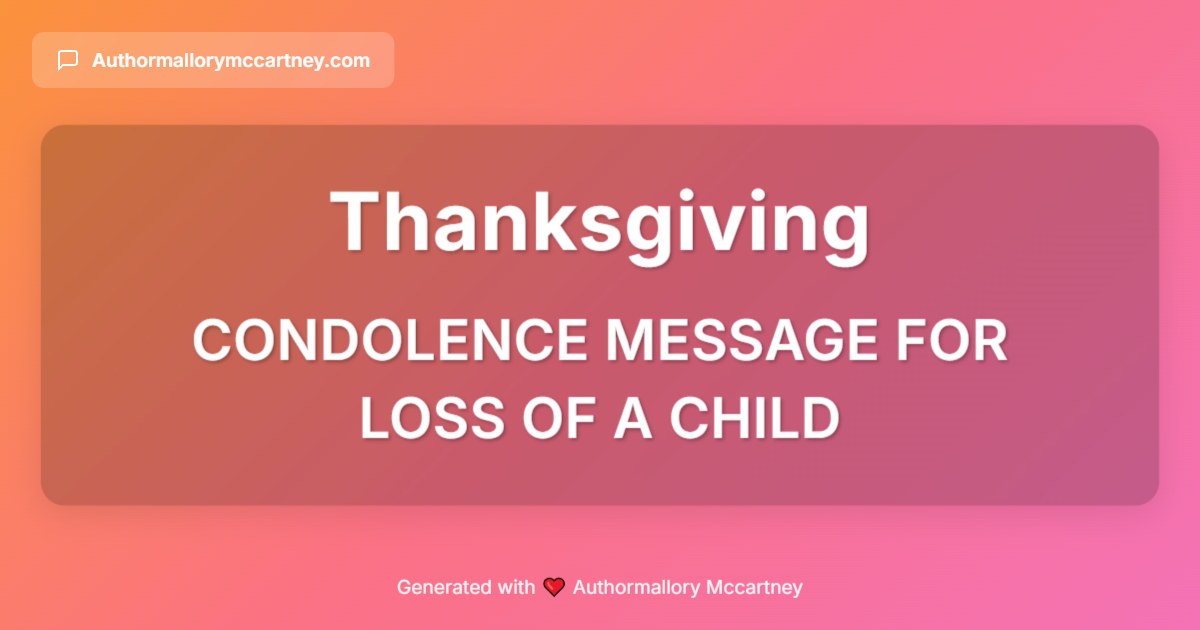 Authormallorymccartney.com
Thanksgiving
CONDOLENCE MESSAGE FOR
LOSS OF A CHILD
Generated with ❤️ Authormallory Mccartney